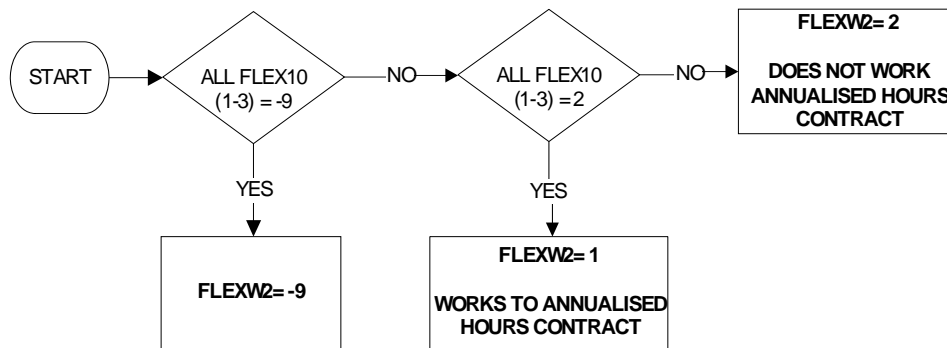 START
ALL FLEX10
(1-3) = -9
NO
ALL FLEX10
(1-3) = 2
NO
FLEXW2= 2
DOES NOT WORK
ANNUALISED HOURS
CONTRACT
YES
YES
FLEXW2= -9
FLEXW2= 1
WORKS TO ANNUALISED
HOURS CONTRACT